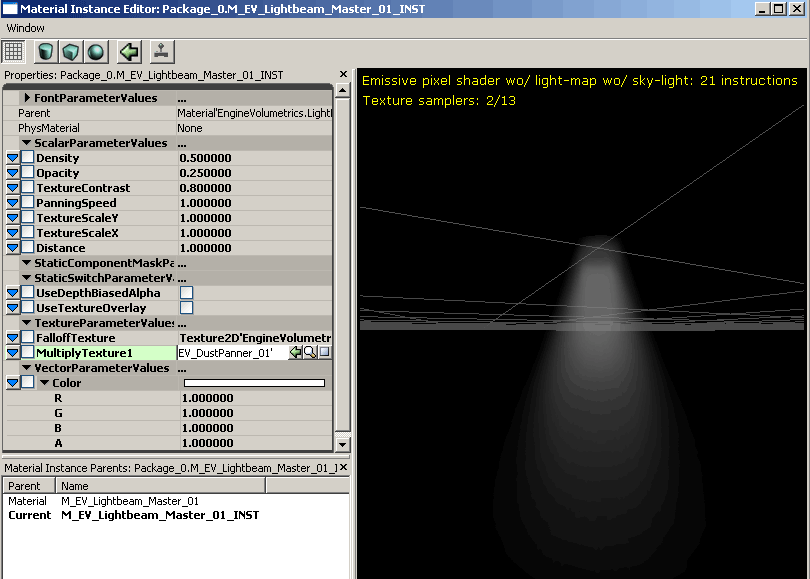 Material Instance Editor: Package_0.M_EV_Lightbeam_Master_01_INST
Window
Properties: Package_0.M_EV_Lightbeam_Master_01_INST
FontParameterValues ...
Parent Material'EngineVolumetrics.Light
PhysMaterial None
ScalarParameterValues ...
Density 0.500000
Opacity 0.250000
TextureContrast 0.800000
PanningSpeed 1.000000
TextureScaleY 1.000000
TextureScaleX 1.000000
Distance 1.000000
StaticComponentMaskPa ...
StaticSwitchParameterV ...
UseDepthBiasedAlpha
UseTextureOverlay
TextureParameterValues ...
FalloffTexture Texture2D'EngineVolumetr
MultiplyTexture1 EV_DustPanner_01'
VectorParameterValues ...
Color
R 1.000000
G 1.000000
B 1.000000
A 1.000000
Material Instance Parents: Package_0.M_EV_Lightbeam_Master_01_I
Parent Name
Material M_EV_Lightbeam_Master_01
Current M_EV_Lightbeam_Master_01_INST
Emissive pixel shader wo/ light-map wo/ sky-light: 21 instructions
Texture samplers: 2/13